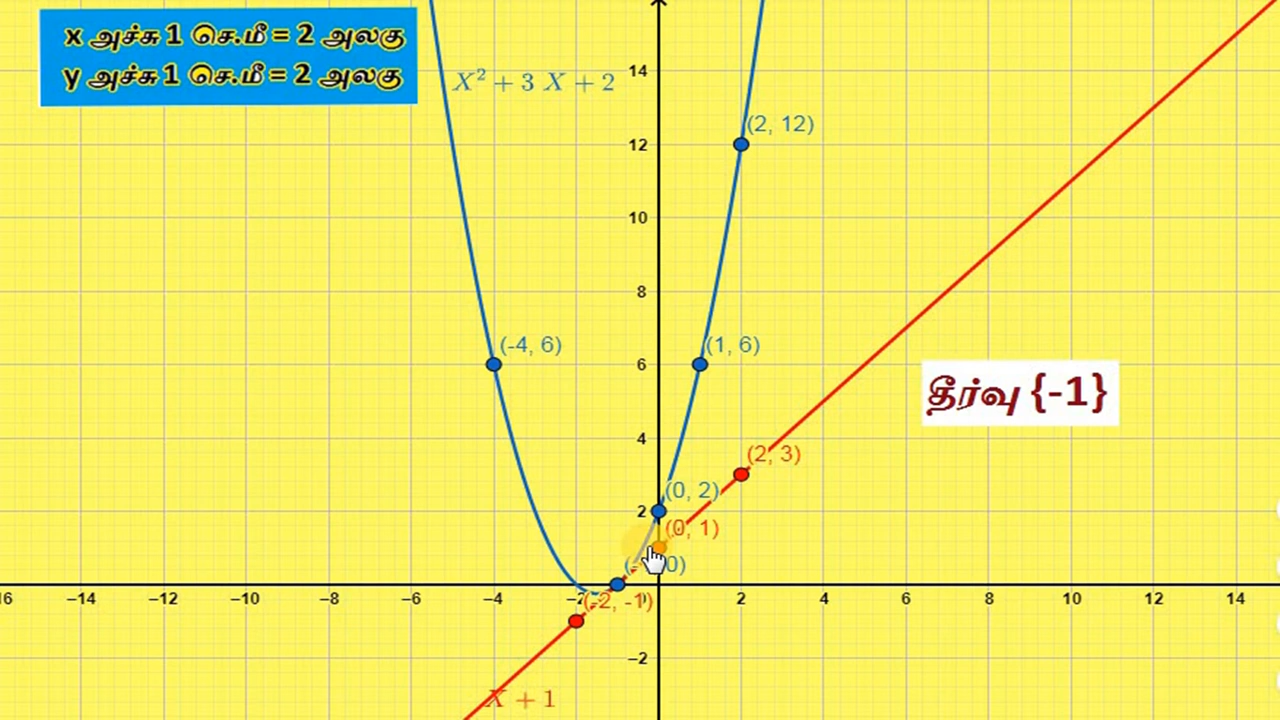 x அச்சு 1 செ.மீ = 2 அலகு
y அச்சு 1 செ.மீ = 2 அலகு
X² + 3 X + 2
14
(2, 12)
12
10
8
(-4, 6)
(1, 6)
6
தீர்வு {-1}
4
(2, 3)
(0, 2)
2
(0, 1)
0)
(-2, -1)
−14 −12 −10 −8 −6 −4 2 4 6 8 10 12 14
−2
X + 1